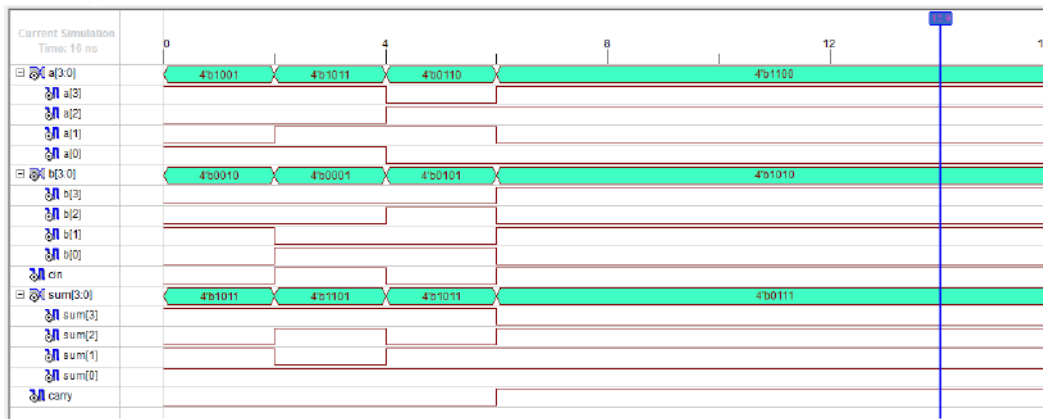 Current Simulation
Time: 16 ns
0 4 8 12 1
a[3:0] 4'b1001 4'b1011 4'b0110 4'b1100
a[3]
a[2]
a[1]
a[0]
b[3:0] 4'b0010 4'b0001 4'b0101 4'b1010
b[3]
b[2]
b[1]
b[0]
cin
sum[3:0] 4'b1011 4'b1101 4'b1011 4'b0111
sum[3]
sum[2]
sum[1]
sum[0]
carry